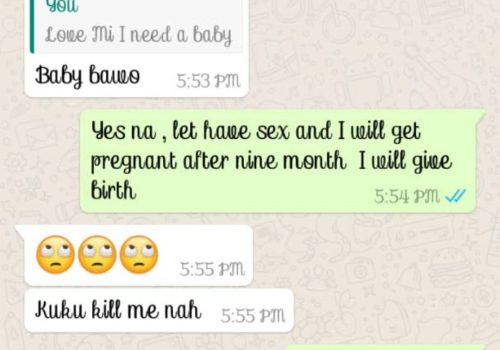 You
Love Mi I need a baby
Baby bawo 5:53 PM
Yes na , let have sex and I will get
pregnant after nine month I will give
birth
5:54 PM
🙄🙄🙄 5:55 PM
Kuku kill me nah 5:55 PM